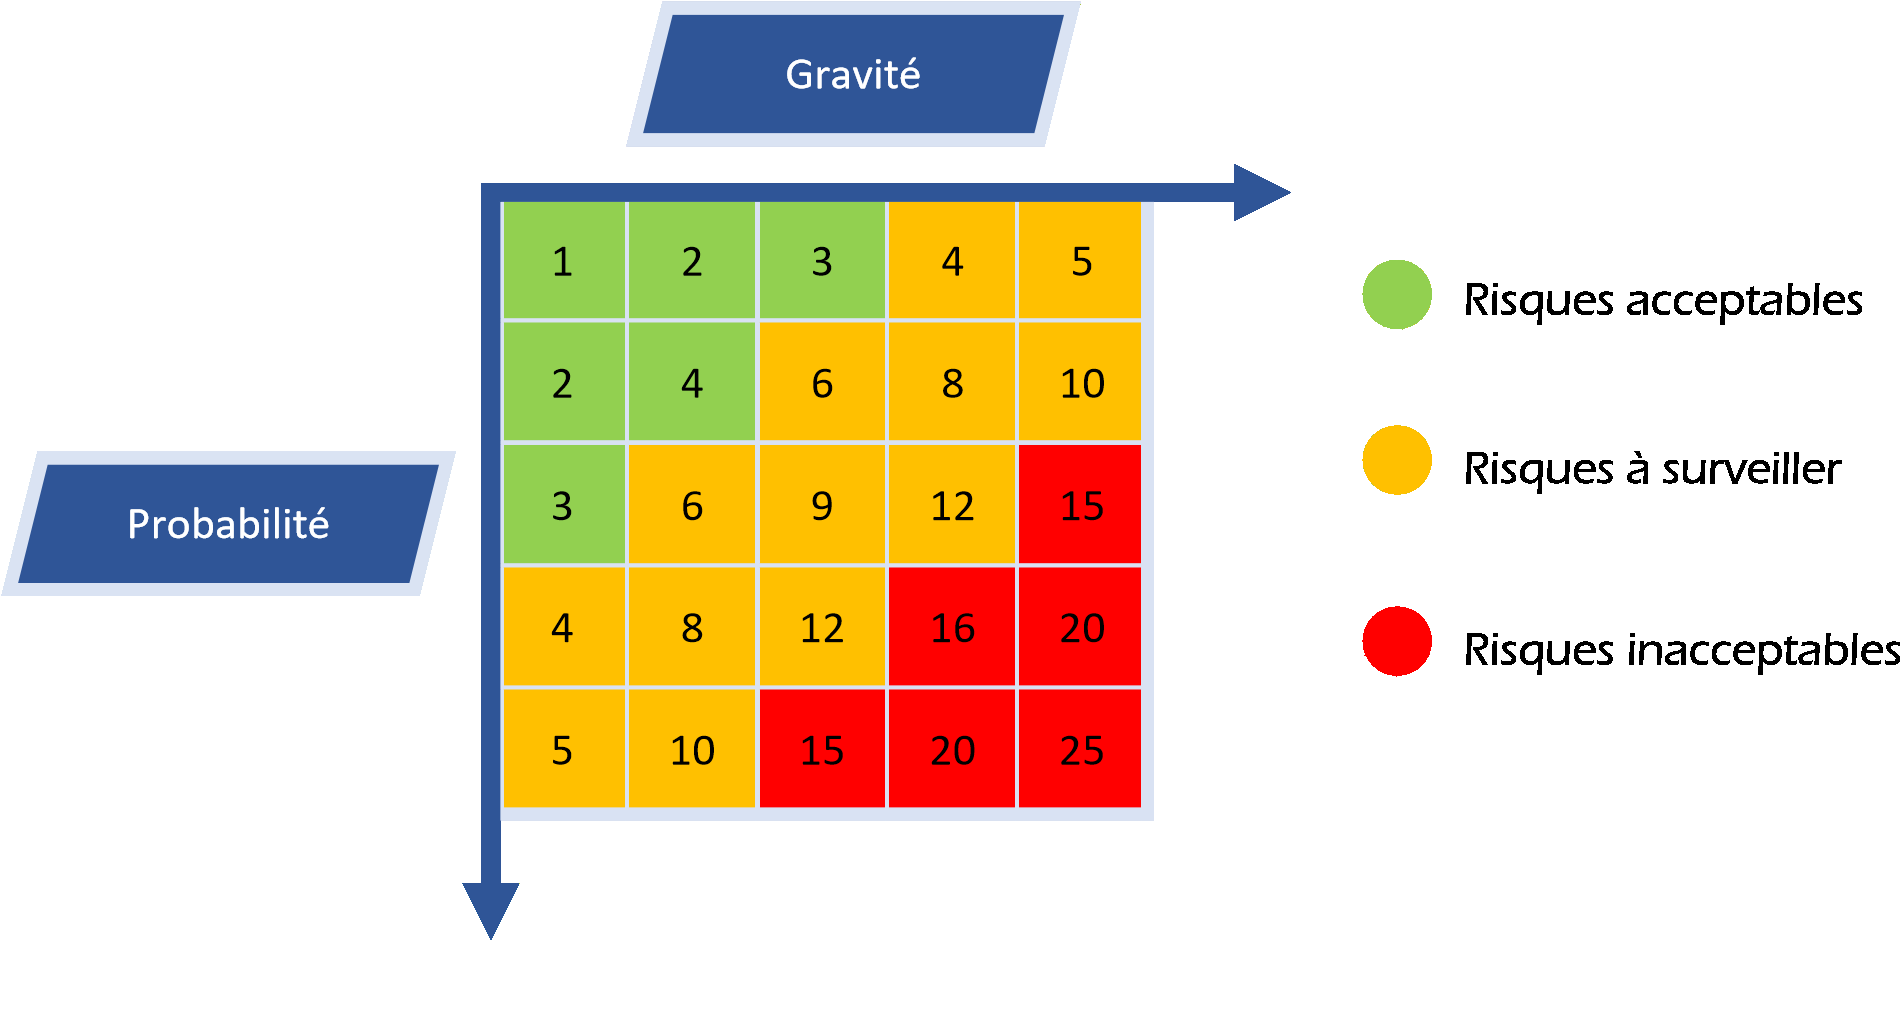 Gravité
1 2 3 4 5
2 4 6 8 10
Risques acceptables
3 6 9 12 15
Risques à surveiller
Probabilité
4 8 12 16 20
Risques inacceptables
5 10 15 20 25